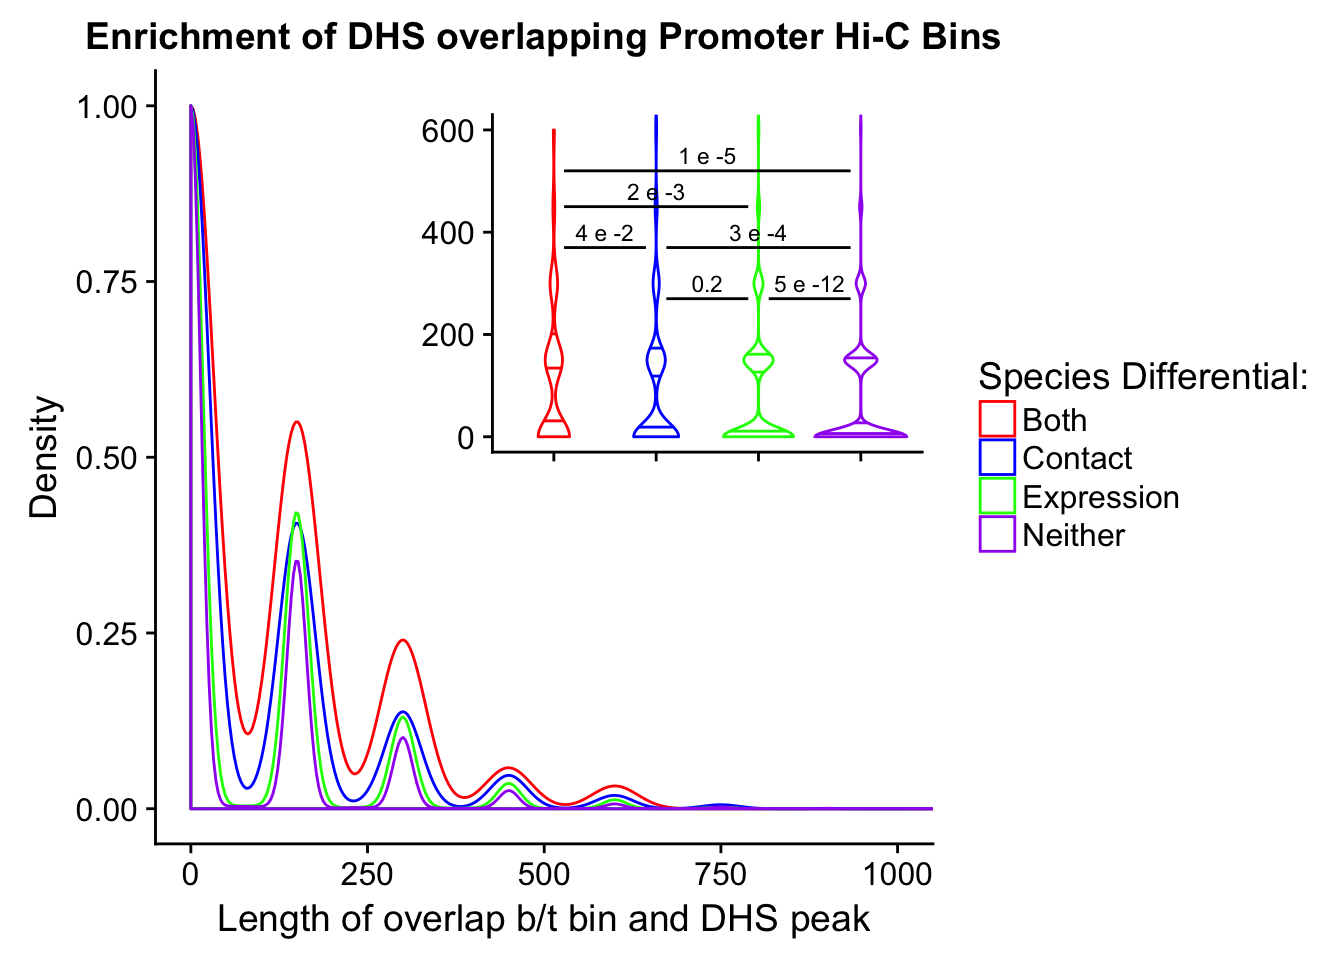 Enrichment of DHS overlapping Promoter Hi-C Bins
1.00
0.75
0.50
0.25
0.00
Density
0
250
500
750
1000
Length of overlap b/t bin and DHS peak
600
400
200
0
1 e -5
2 e -3
4 e -2
3 e -4
0.2
5 e -12
Species Differential:
Both
Contact
Expression
Neither